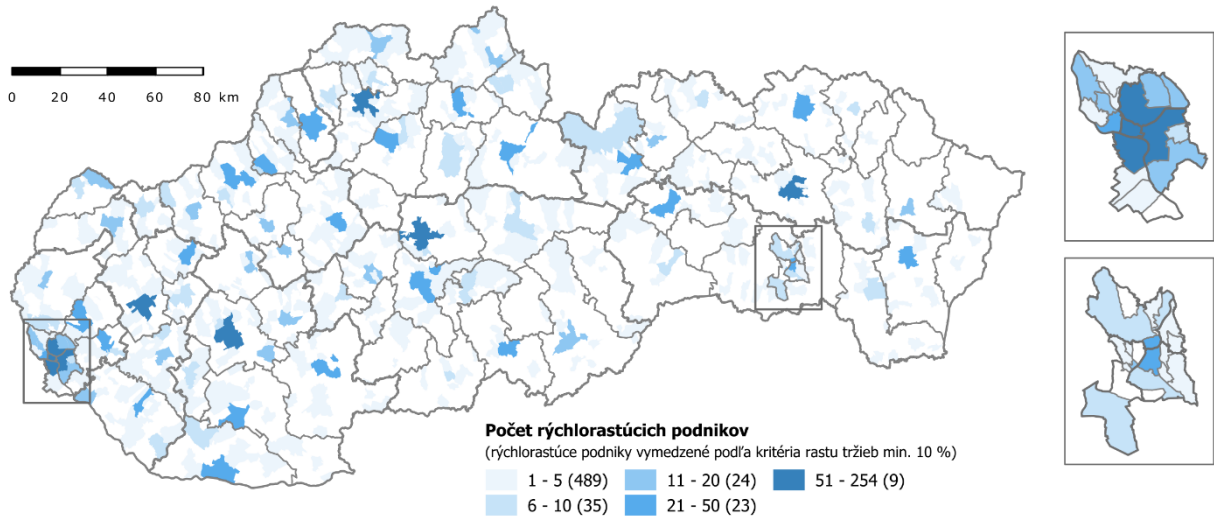 0 20 40 60 80 km
Počet rýchlorastúcich podnikov
(rýchlorastúce podniky vymedzené podľa kritéria rastu tržieb min. 10 %)
1 - 5 (489) 11 - 20 (24) 51 - 254 (9)
6 - 10 (35) 21 - 50 (23)